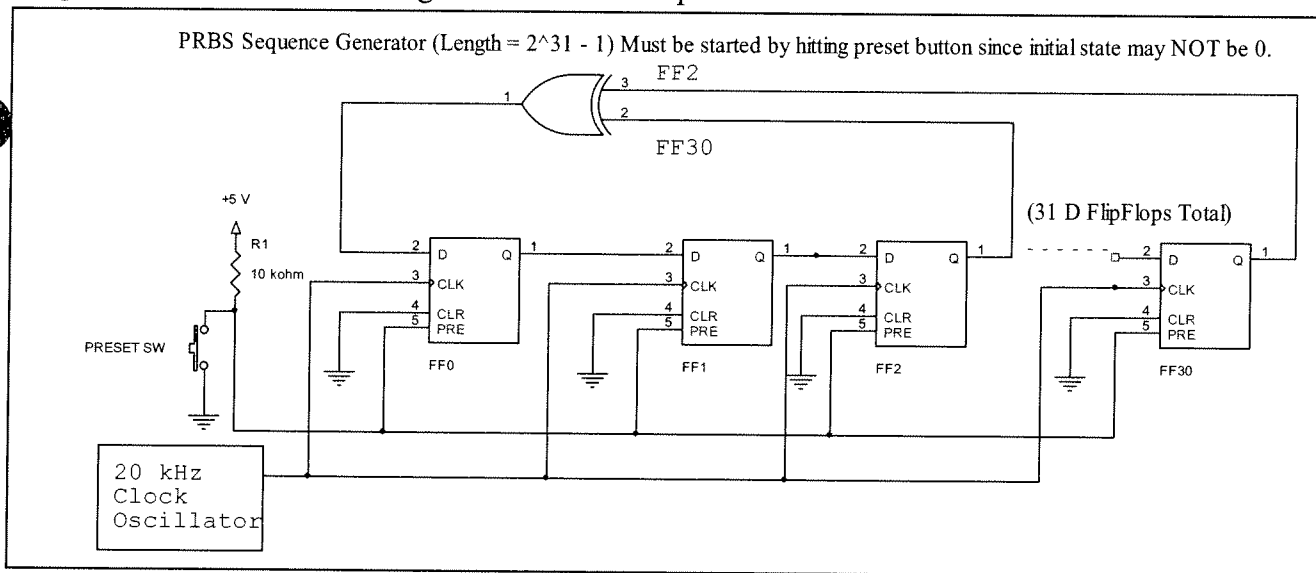 PRBS Sequence Generator (Length = 2^31 - 1) Must be started by hitting preset button since initial state may NOT be 0.
FF2
3
1
2
FF30
+5 V
R1
10 kohm
(31 D FlipFlops Total)
2 D Q 1
3 CLK
4 CLR
5 PRE
FF0
2 D Q 1
3 CLK
4 CLR
5 PRE
FF1
2 D Q 1
3 CLK
4 CLR
5 PRE
FF2
2 D Q 1
3 CLK
4 CLR
5 PRE
FF30
PRESET SW
20 kHz
Clock
Oscillator